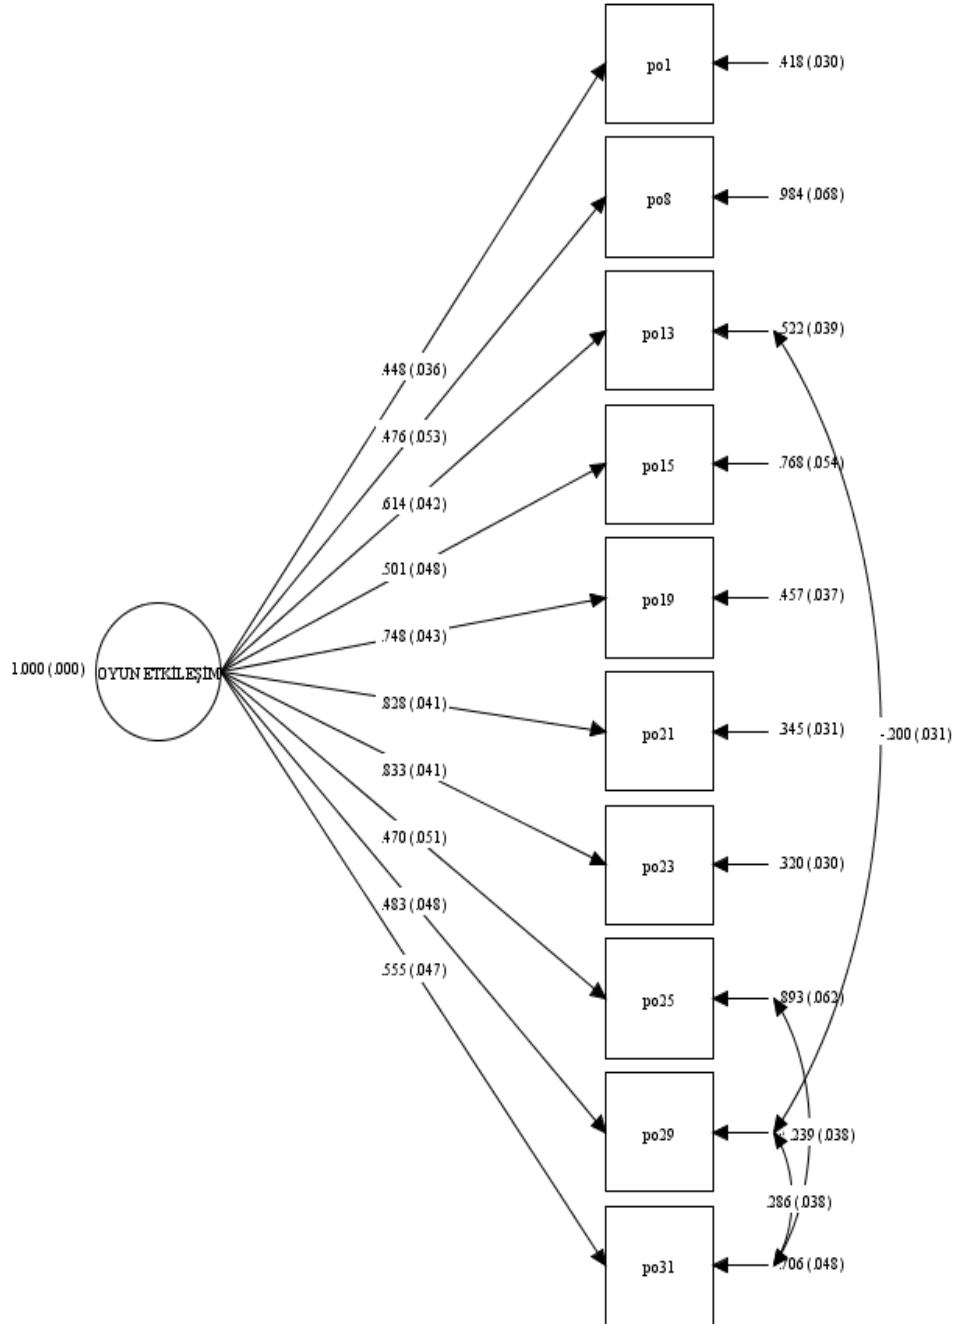 po1
.418 (.030)
po8
.984 (.068)
po13
.522 (.039)
.448 (.036)
.476 (.053)
po15
.768 (.054)
.614 (.042)
.501 (.048)
po19
.457 (.037)
.748 (.043)
1.000 (.000)
OYUN ETKİLEŞİM
.828 (.041)
po21
.345 (.031)
-.200 (.031)
.833 (.041)
po23
.320 (.030)
.470 (.051)
.483 (.048)
.555 (.047)
po25
.893 (.062)
po29
.239 (.038)
.286 (.038)
po31
.706 (.048)